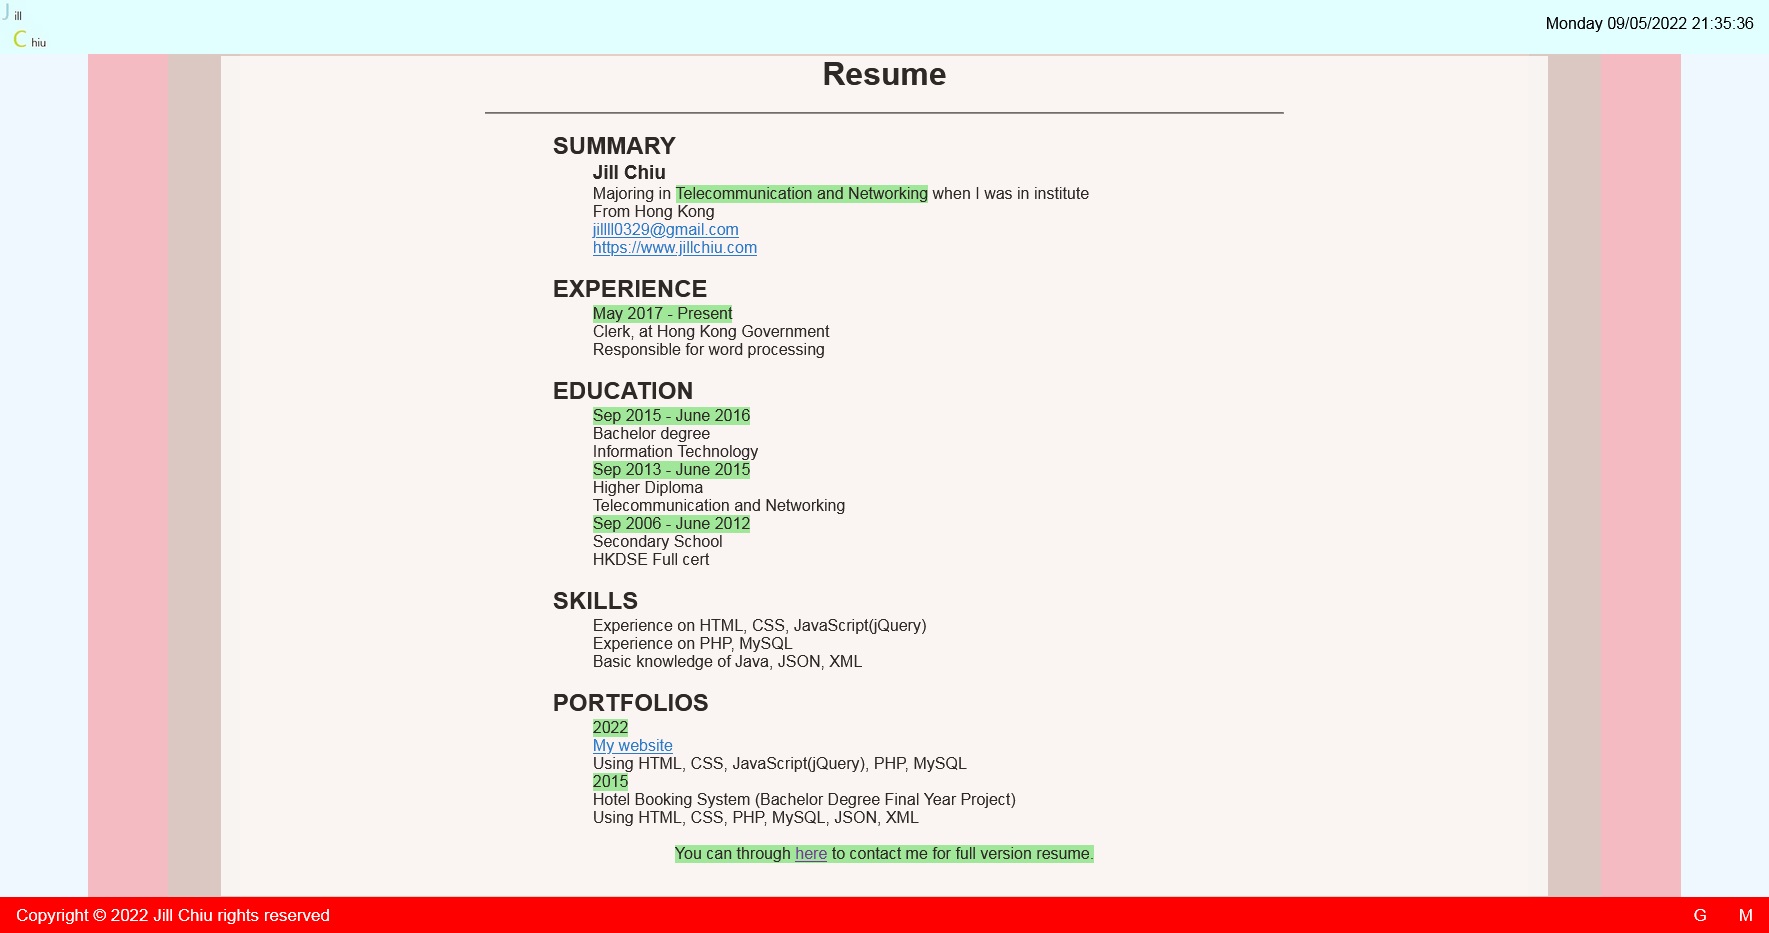 Jill
Chiu
Monday 09/05/2022 21:35:36
Resume
SUMMARY
Jill Chiu
Majoring in Telecommunication and Networking when I was in institute
From Hong Kong
jillll0329@gmail.com
https://www.jillchiu.com
EXPERIENCE
May 2017 - Present
Clerk, at Hong Kong Government
Responsible for word processing
EDUCATION
Sep 2015 - June 2016
Bachelor degree
Information Technology
Sep 2013 - June 2015
Higher Diploma
Telecommunication and Networking
Sep 2006 - June 2012
Secondary School
HKDSE Full cert
SKILLS
Experience on HTML, CSS, JavaScript(jQuery)
Experience on PHP, MySQL
Basic knowledge of Java, JSON, XML
PORTFOLIOS
2022
My website
Using HTML, CSS, JavaScript(jQuery), PHP, MySQL
2015
Hotel Booking System (Bachelor Degree Final Year Project)
Using HTML, CSS, PHP, MySQL, JSON, XML
You can through here to contact me for full version resume.
Copyright © 2022 Jill Chiu rights reserved
G M